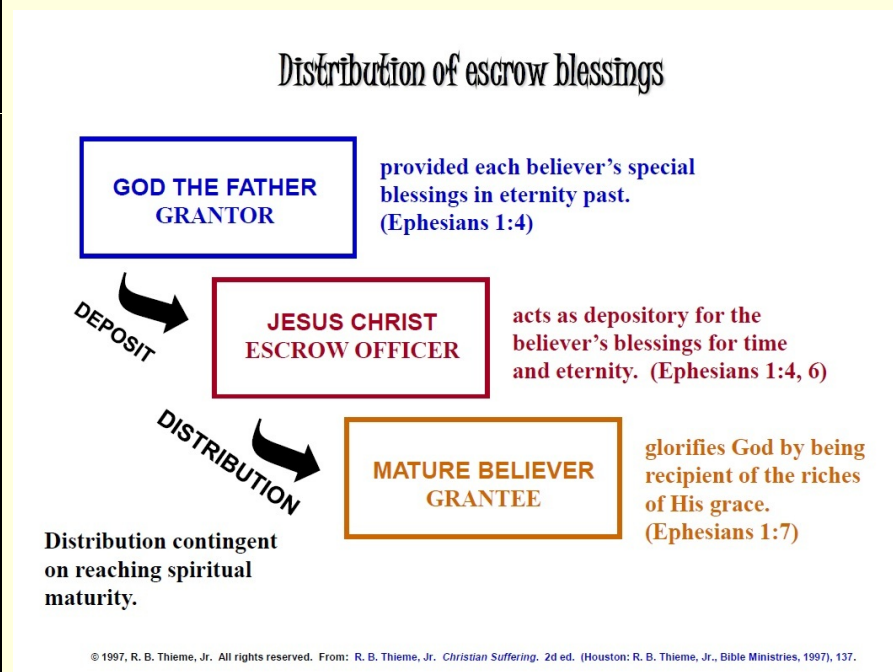 Distribution of escrow blessings
GOD THE FATHER
GRANTOR
provided each believer's special
blessings in eternity past.
(Ephesians 1:4)
DEPOSIT
JESUS CHRIST
ESCROW OFFICER
acts as depository for the
believer's blessings for time
and eternity.  (Ephesians 1:4, 6)
DISTRIBUTION
MATURE BELIEVER
GRANTEE
glorifies God by being
recipient of the riches
of His grace.
(Ephesians 1:7)
Distribution contingent
on reaching spiritual
maturity.
© 1997, R. B. Thieme, Jr.  All rights reserved.  From:  R. B. Thieme, Jr.  Christian Suffering.  2d ed.  (Houston: R. B. Thieme, Jr., Bible Ministries, 1997), 137.